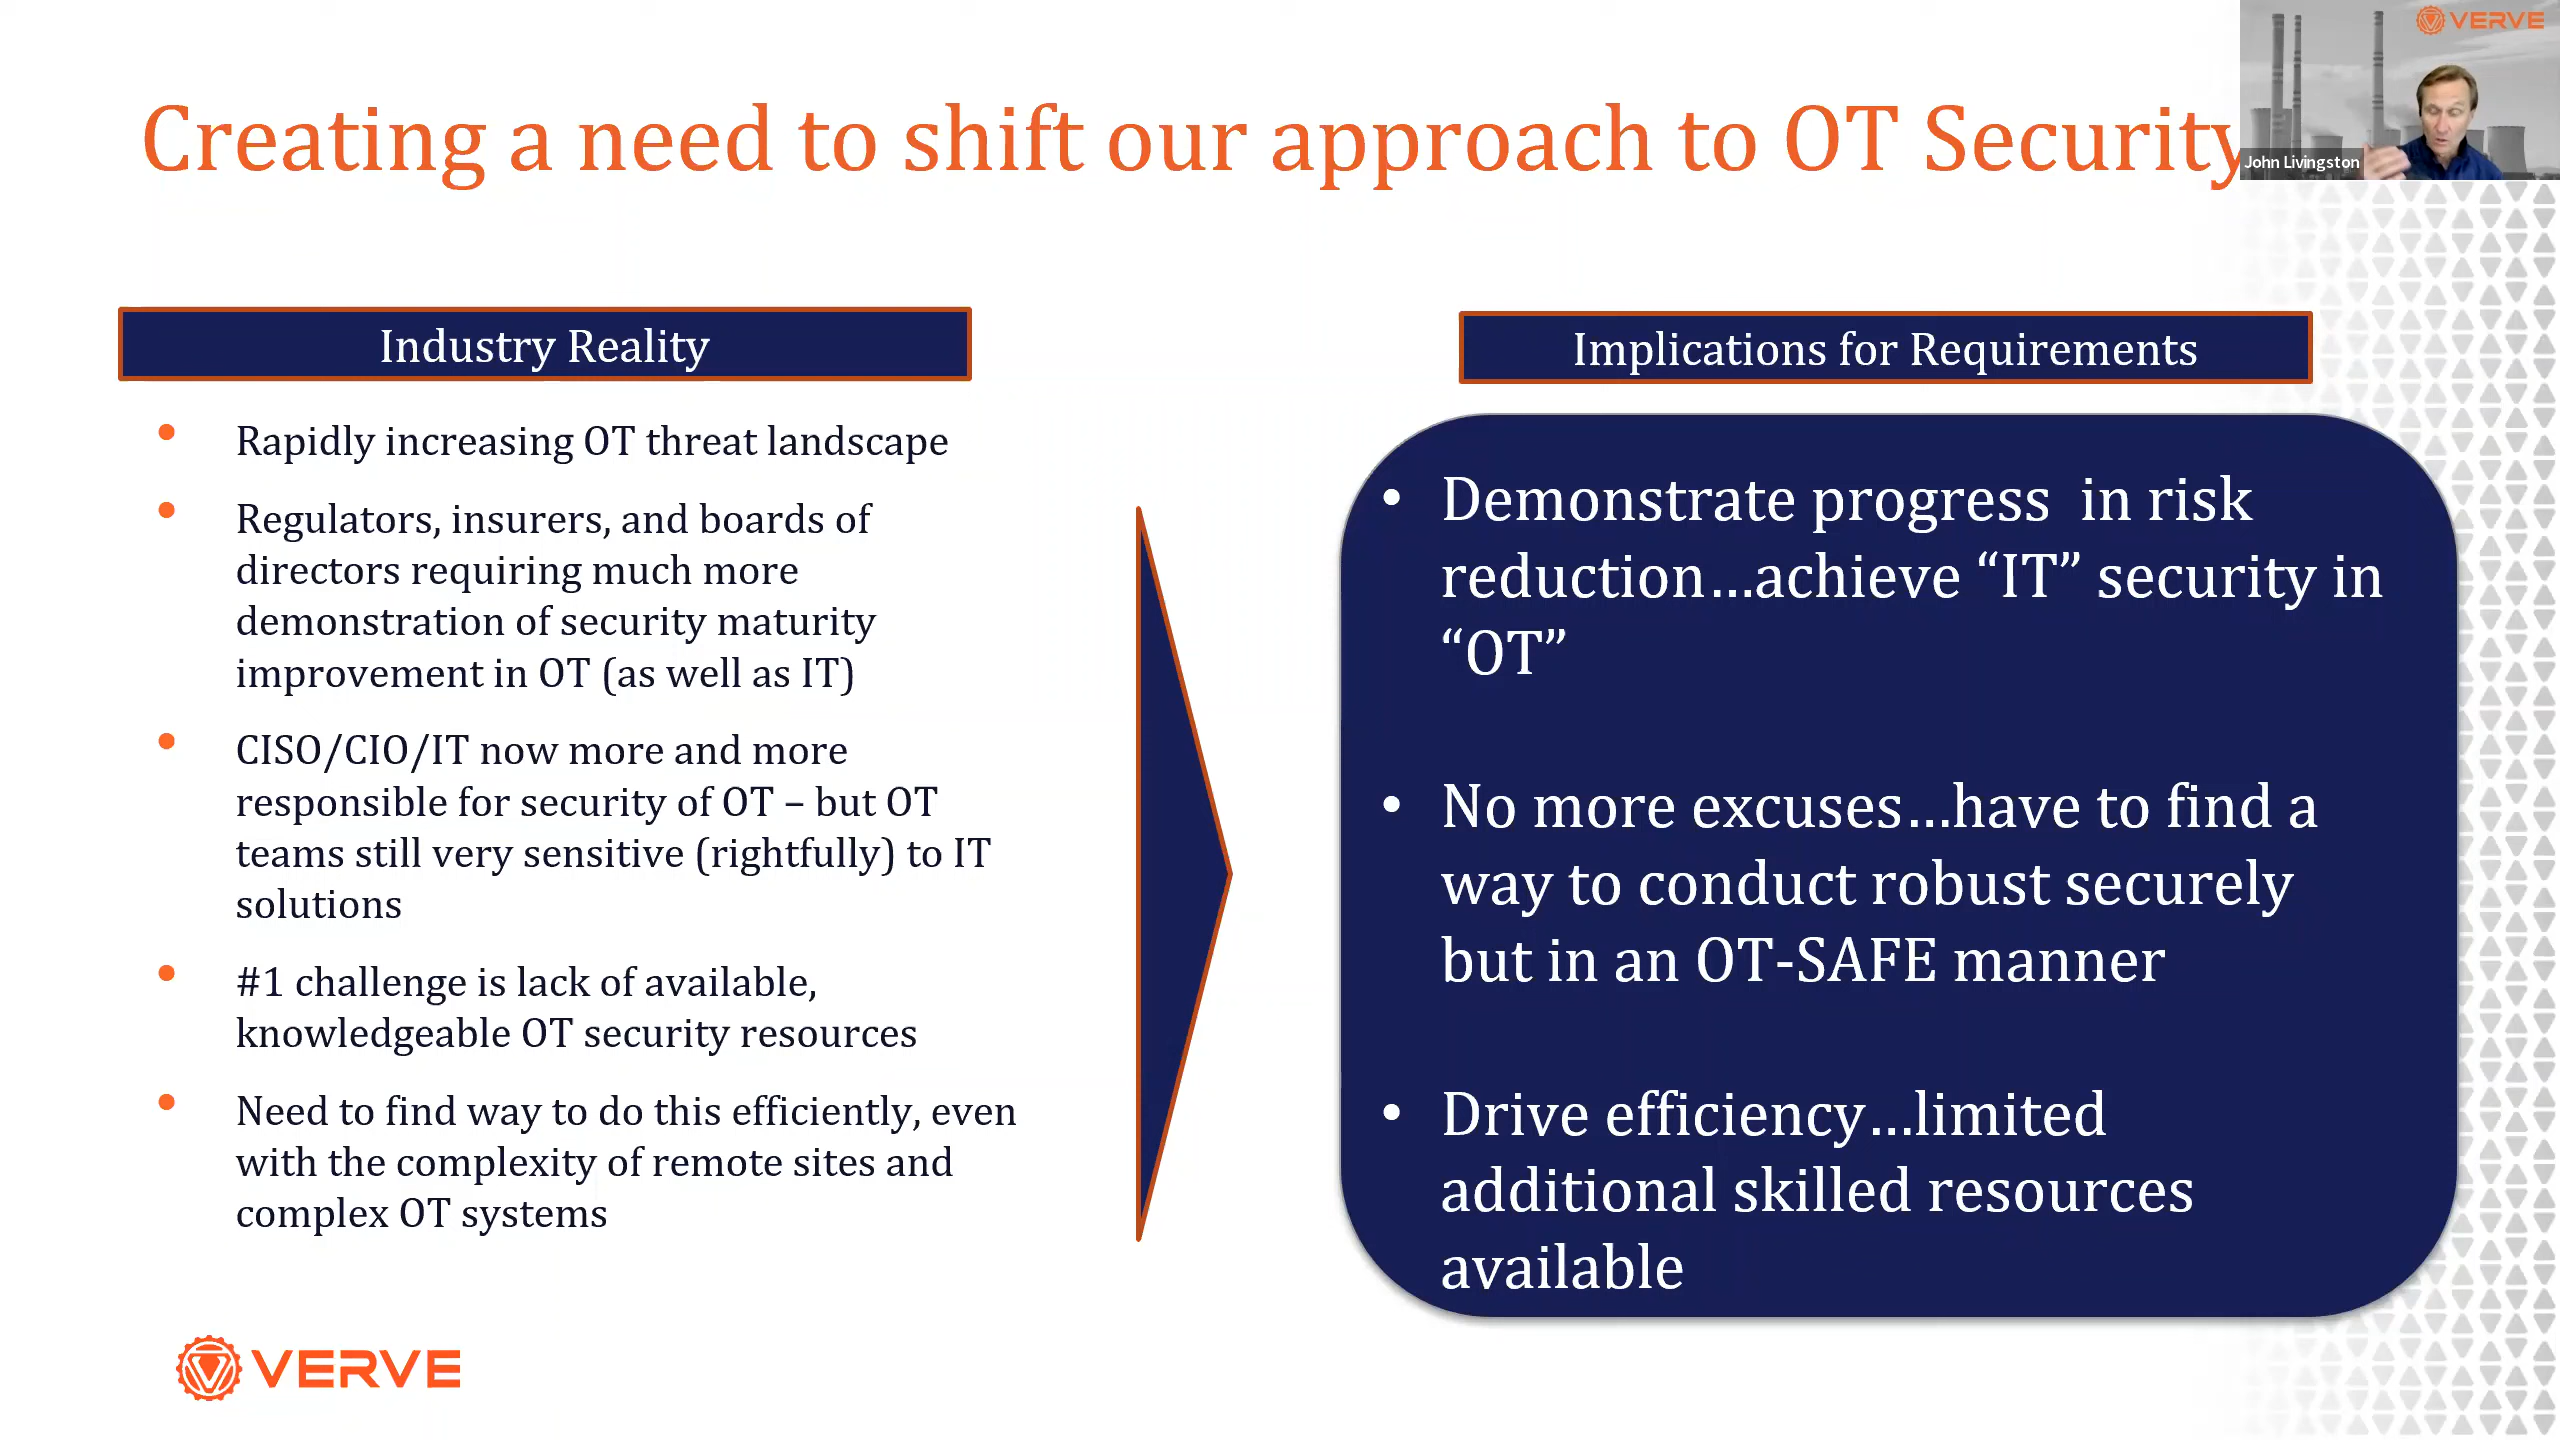 VERVE
John Livingston
Creating a need to shift our approach to OT Security
Industry Reality
• Rapidly increasing OT threat landscape
• Regulators, insurers, and boards of
directors requiring much more
demonstration of security maturity
improvement in OT (as well as IT)
• CISO/CIO/IT now more and more
responsible for security of OT – but OT
teams still very sensitive (rightfully) to IT
solutions
• #1 challenge is lack of available,
knowledgeable OT security resources
• Need to find way to do this efficiently, even
with the complexity of remote sites and
complex OT systems
Implications for Requirements
• Demonstrate progress  in risk
reduction…achieve “IT” security in
“OT”
• No more excuses…have to find a
way to conduct robust securely
but in an OT-SAFE manner
• Drive efficiency…limited
additional skilled resources
available
VERVE